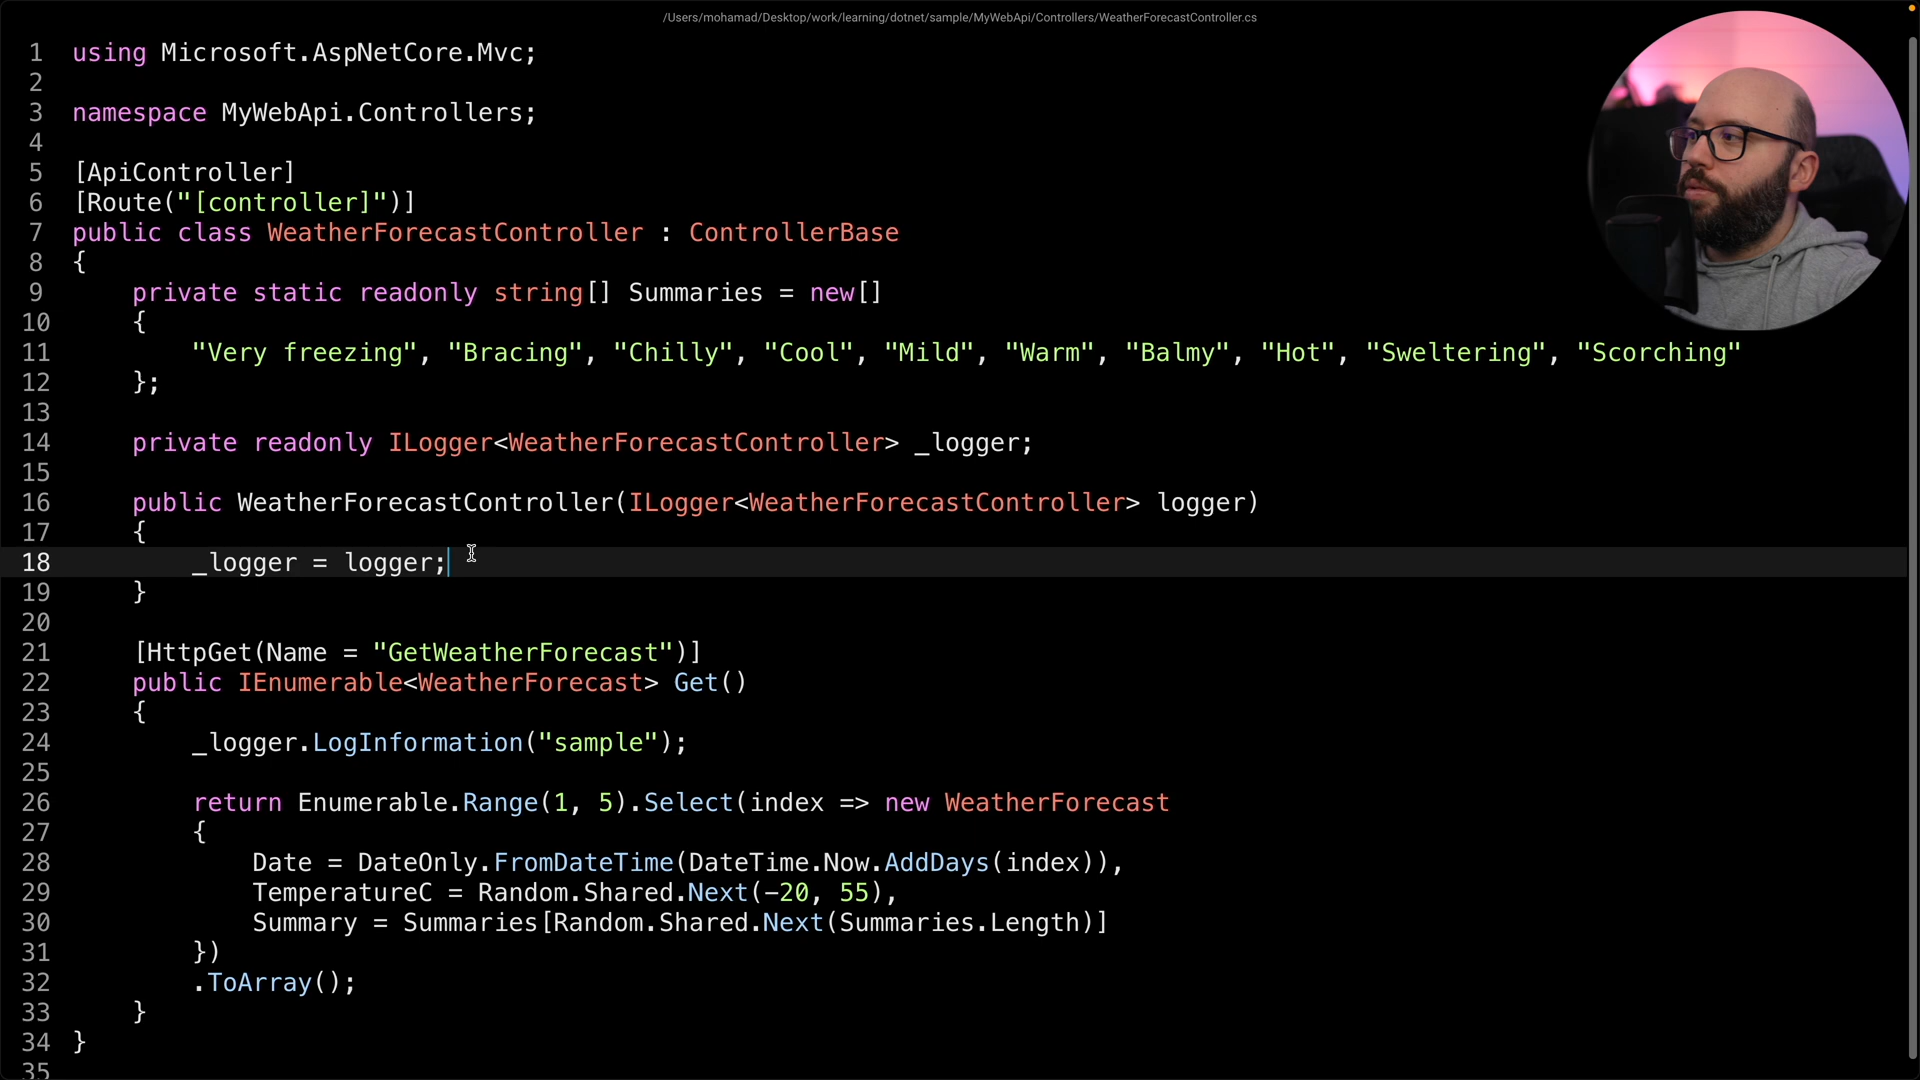 /Users/mohamad/Desktop/work/learning/dotnet/sample/MyWebApi/Controllers/WeatherForecastController.cs
1 using Microsoft.AspNetCore.Mvc;
2
3 namespace MyWebApi.Controllers;
4
5 [ApiController]
6 [Route("[controller]")]
7 public class WeatherForecastController : ControllerBase
8 {
9     private static readonly string[] Summaries = new[]
10     {
11         "Very freezing", "Bracing", "Chilly", "Cool", "Mild", "Warm", "Balmy", "Hot", "Sweltering", "Scorching"
12     };
13
14     private readonly ILogger<WeatherForecastController> _logger;
15
16     public WeatherForecastController(ILogger<WeatherForecastController> logger)
17     {
18         _logger = logger;
19     }
20
21     [HttpGet(Name = "GetWeatherForecast")]
22     public IEnumerable<WeatherForecast> Get()
23     {
24         _logger.LogInformation("sample");
25
26         return Enumerable.Range(1, 5).Select(index => new WeatherForecast
27         {
28             Date = DateOnly.FromDateTime(DateTime.Now.AddDays(index)),
29             TemperatureC = Random.Shared.Next(-20, 55),
30             Summary = Summaries[Random.Shared.Next(Summaries.Length)]
31         })
32         .ToArray();
33     }
34 }
35